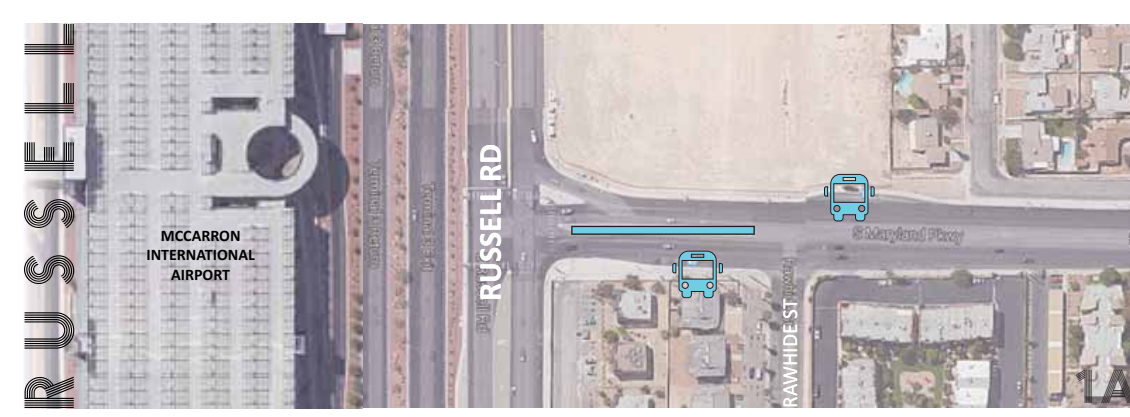 RUSSELL
MCCARRON
INTERNATIONAL
AIRPORT
RUSSELL RD
S Maryland Pkwy
RAWHIDE ST
1A